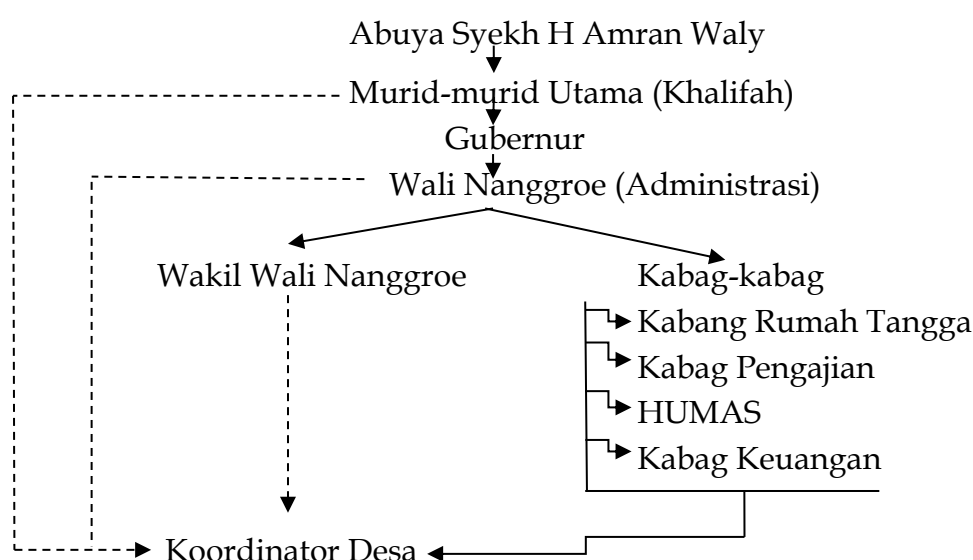 Abuya Syekh H Amran Waly
Murid-murid Utama (Khalifah)
Gubernur
Wali Nanggroe (Administrasi)
Wakil Wali Nanggroe
Kabag-kabag
Kabang Rumah Tangga
Kabag Pengajian
HUMAS
Kabag Keuangan
Koordinator Desa